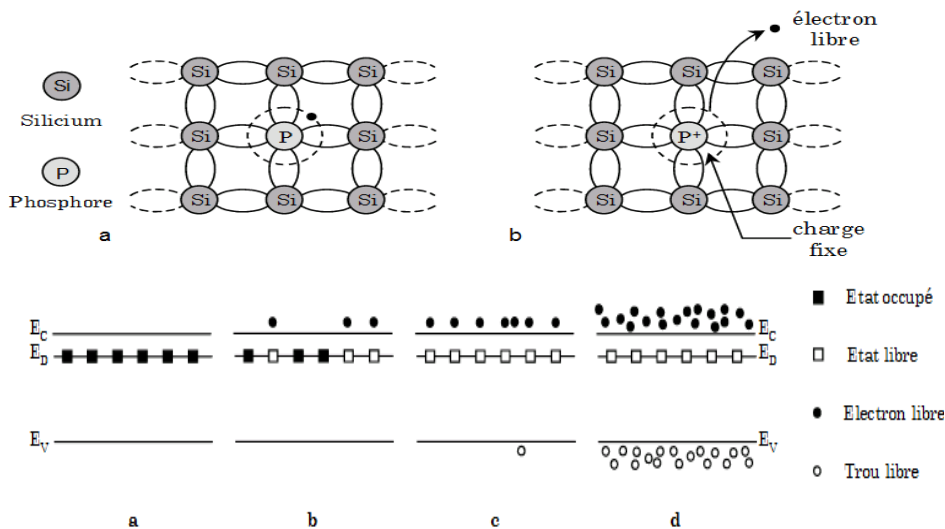 Si
Silicium
P
Phosphore
Si Si Si
Si P Si
Si Si Si
a
électron
libre
Si Si Si
Si P+ Si
Si Si Si
charge
fixe
b
EC
ED
EV
EC
ED
EV
Etat occupé
Etat libre
Electron libre
Trou libre
a b c d